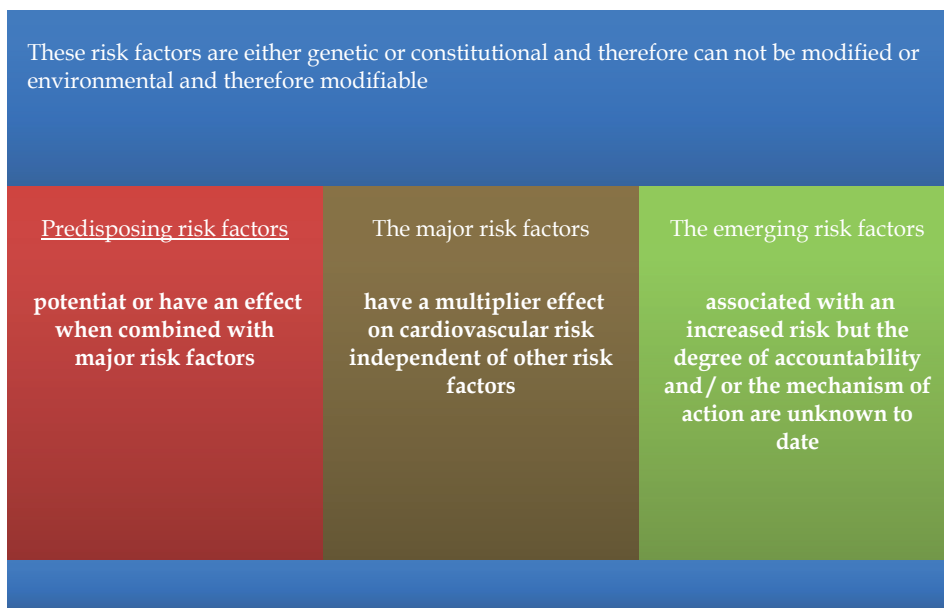 These risk factors are either genetic or constitutional and therefore can not be modified or
environmental and therefore modifiable
Predisposing risk factors
potentiat or have an effect
when combined with
major risk factors
The major risk factors
have a multiplier effect
on cardiovascular risk
independent of other risk
factors
The emerging risk factors
associated with an
increased risk but the
degree of accountability
and / or the mechanism of
action are unknown to
date